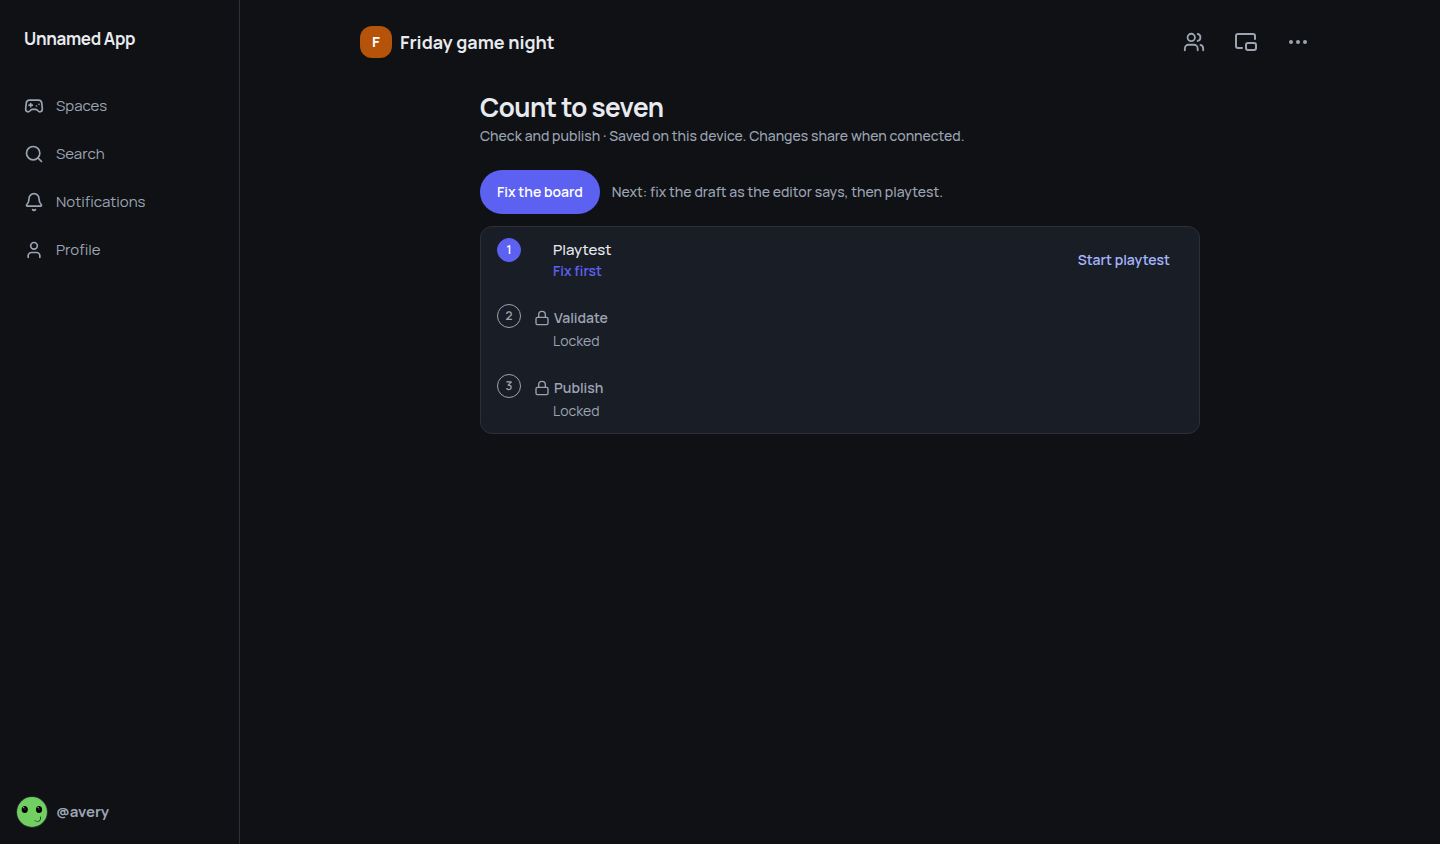 Unnamed App
Spaces
Search
Notifications
Profile
@avery
F Friday game night
Count to seven
Check and publish · Saved on this device. Changes share when connected.
Fix the board Next: fix the draft as the editor says, then playtest.
1 Playtest
Fix first
Start playtest
2 Validate
Locked
3 Publish
Locked